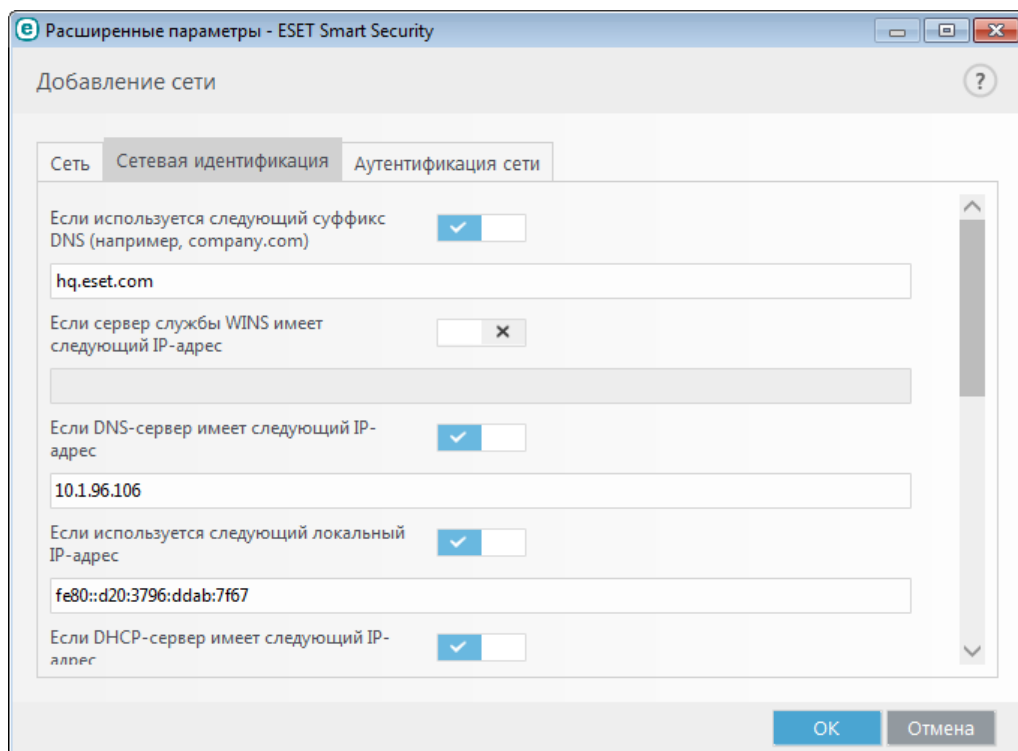 Расширенные параметры - ESET Smart Security
Добавление сети
?
Сеть
Сетевая идентификация
Аутентификация сети
Если используется следующий суффикс
DNS (например, company.com)
hq.eset.com
Если сервер службы WINS имеет
следующий IP-адрес
Если DNS-сервер имеет следующий IP-
адрес
10.1.96.106
Если используется следующий локальный
IP-адрес
fe80::d20:3796:ddab:7f67
Если DHCP-сервер имеет следующий IP-
адрес
OK
Отмена